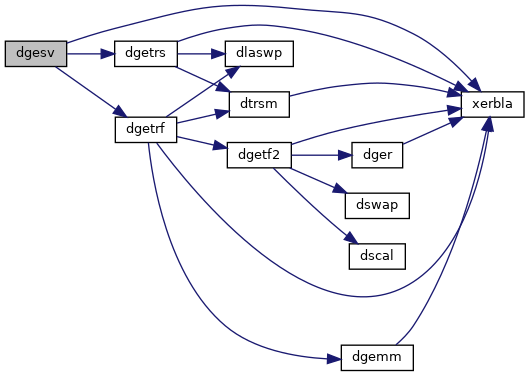 dgesv
dgetrs
dlaswp
dtrsm
xerbla
dgetrf
dgetf2
dger
dswap
dscal
dgemm